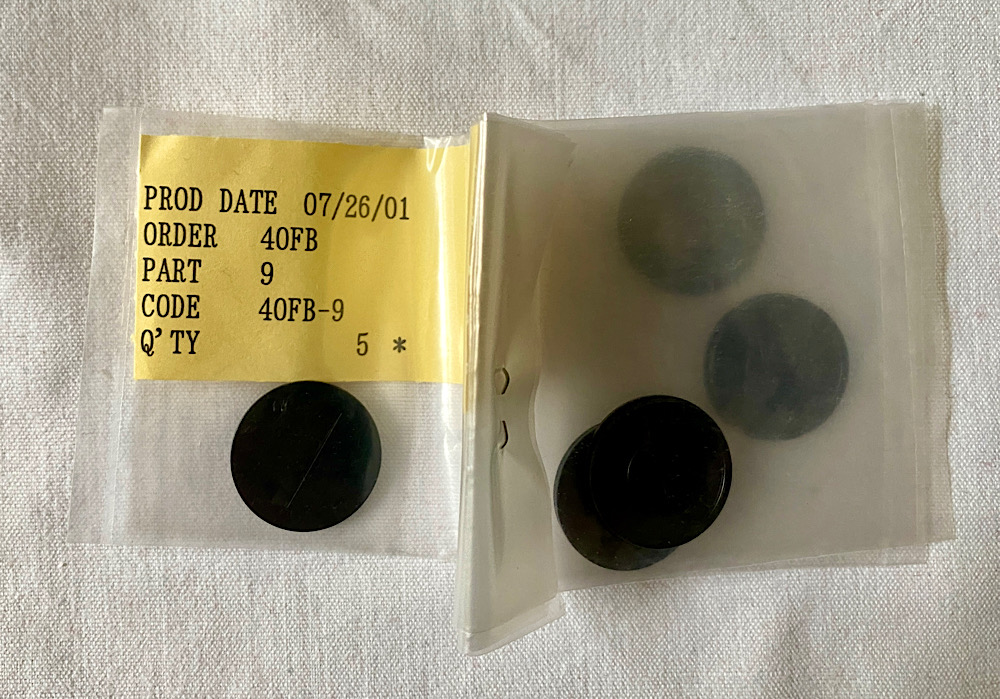 PROD DATE 07/26/01
ORDER 40FB
PART 9
CODE 40FB-9
Q'TY 5 *